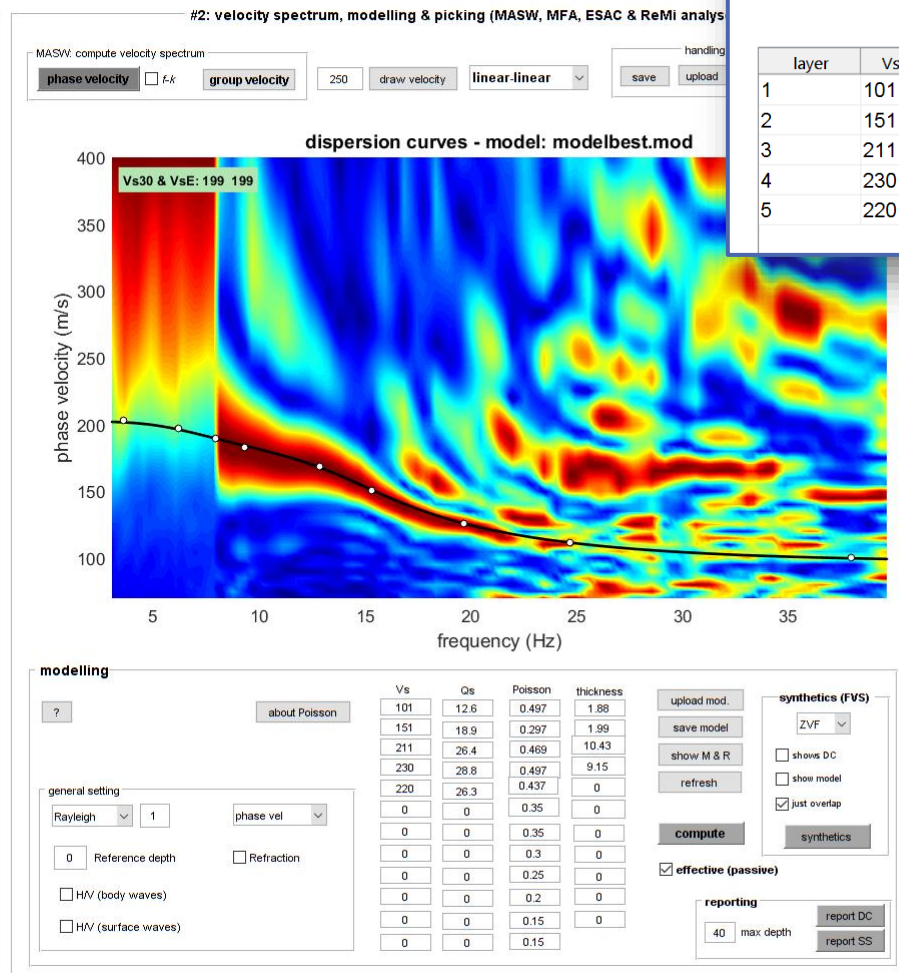 #2: velocity spectrum, modelling & picking (MASW, MFA, ESAC & ReMi analys
MASW: compute velocity spectrum
phase velocity f-k group velocity 250 draw velocity linear-linear
handling
save upload
layer Vs
1 101
2 151
3 211
4 230
5 220
dispersion curves - model: modelbest.mod
Vs30 & VsE: 199 199
phase velocity (m/s)
400
350
300
250
200
150
100
5 10 15 20 25 30 35
frequency (Hz)
modelling
? about Poisson
general setting
Rayleigh 1 phase vel
0 Reference depth Refraction
H/V (body waves)
H/V (surface waves)
Vs Qs Poisson thickness
101 12.6 0.497 1.88
151 18.9 0.297 1.99
211 26.4 0.469 10.43
230 28.8 0.497 9.15
220 26.3 0.437 0
0 0 0.35 0
0 0 0.35 0
0 0 0.3 0
0 0 0.25 0
0 0 0.2 0
0 0 0.15 0
0 0 0.15
upload mod.
save model
show M & R
refresh
compute
effective (passive)
synthetics (FVS)
ZVF
shows DC
show model
just overlap
synthetics
reporting
40 max depth
report DC
report SS